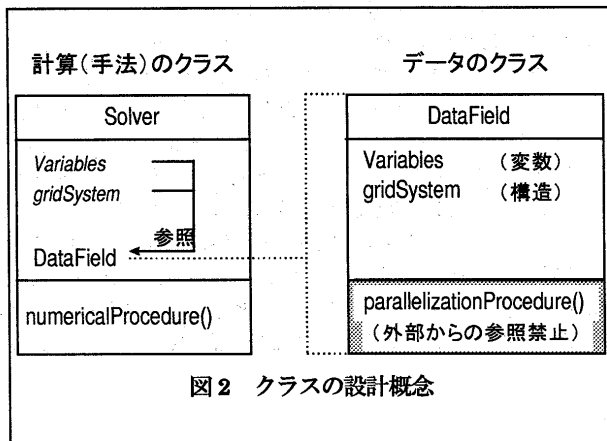 計算(手法)のクラス
Solver
Variables
gridSystem
参照
DataField
numericalProcedure()
データのクラス
DataField
Variables (変数)
gridSystem (構造)
parallelizationProcedure()
(外部からの参照禁止)
図2 クラスの設計概念